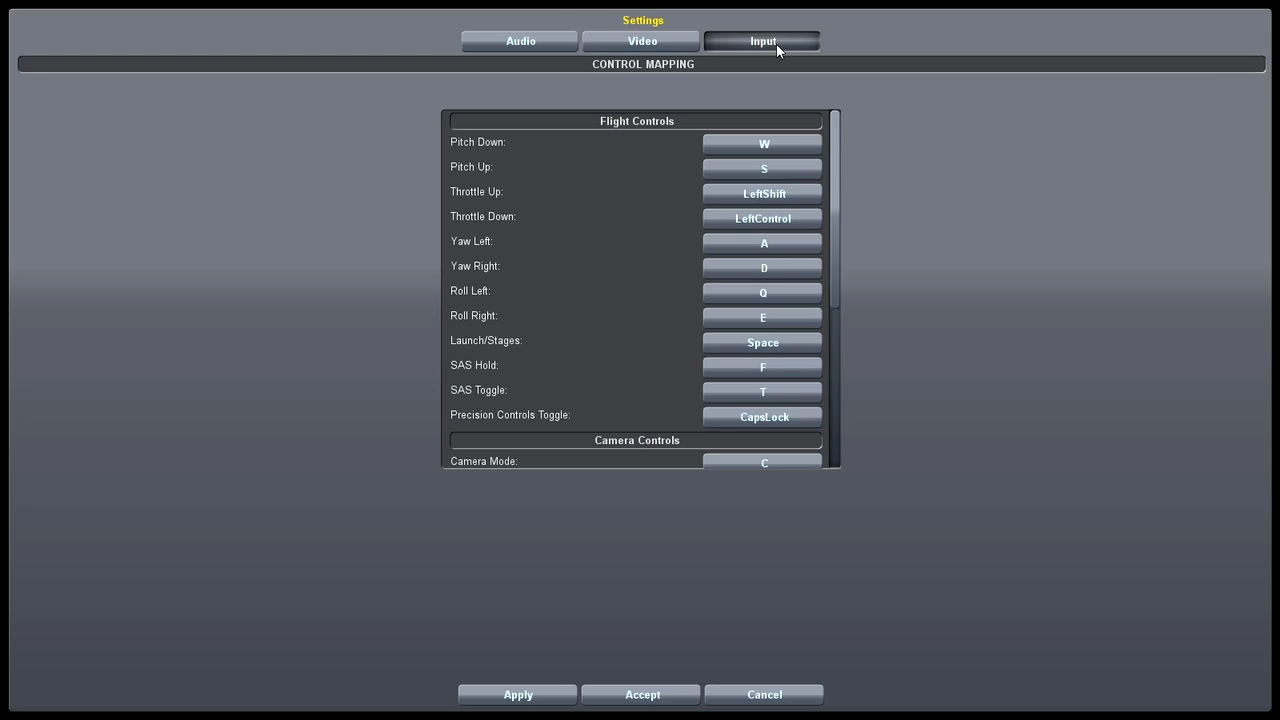 Settings
Audio Video Input
CONTROL MAPPING
Flight Controls
Pitch Down: W
Pitch Up: S
Throttle Up: LeftShift
Throttle Down: LeftControl
Yaw Left: A
Yaw Right: D
Roll Left: Q
Roll Right: E
Launch/Stages: Space
SAS Hold: F
SAS Toggle: T
Precision Controls Toggle: CapsLock
Camera Controls
Camera Mode: C
Apply Accept Cancel